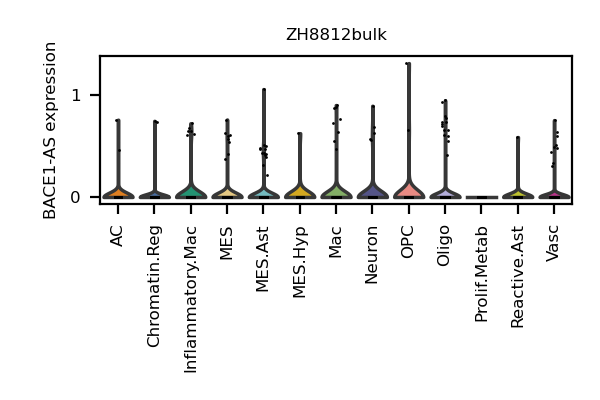 ZH8812bulk
BACE1-AS expression
1
0
AC
Chromatin.Reg
Inflammatory.Mac
MES
MES.Ast
MES.Hyp
Mac
Neuron
OPC
Oligo
Prolif.Metab
Reactive.Ast
Vasc